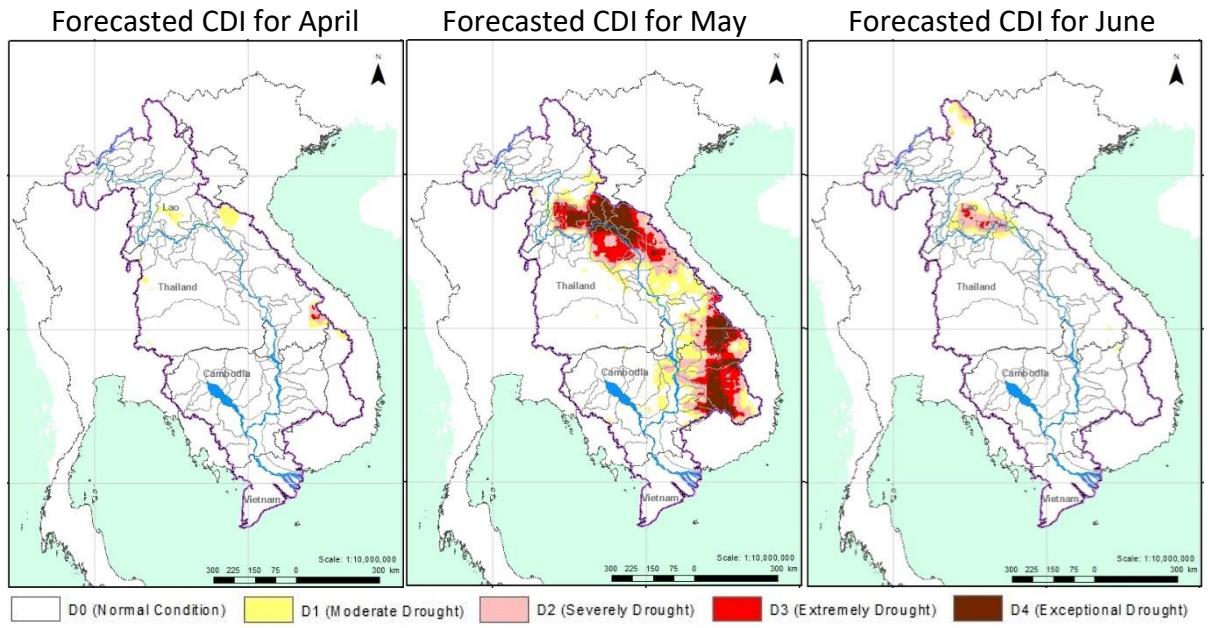 Forecasted CDI for April
Forecasted CDI for May
Forecasted CDI for June
N
Lao
Thailand
Cambodia
Vietnam
Scale: 1:10,000,000
300 225 150 75 0 300
km
N
Thailand
Cambodia
Vietnam
Scale: 1:10,000,000
300 225 150 75 0 300
km
N
Lao
Thailand
Cambodia
Vietnam
Scale: 1:10,000,000
300 225 150 75 0 300
km
D0 (Normal Condition)
D1 (Moderate Drought)
D2 (Severely Drought)
D3 (Extremely Drought)
D4 (Exceptional Drought)